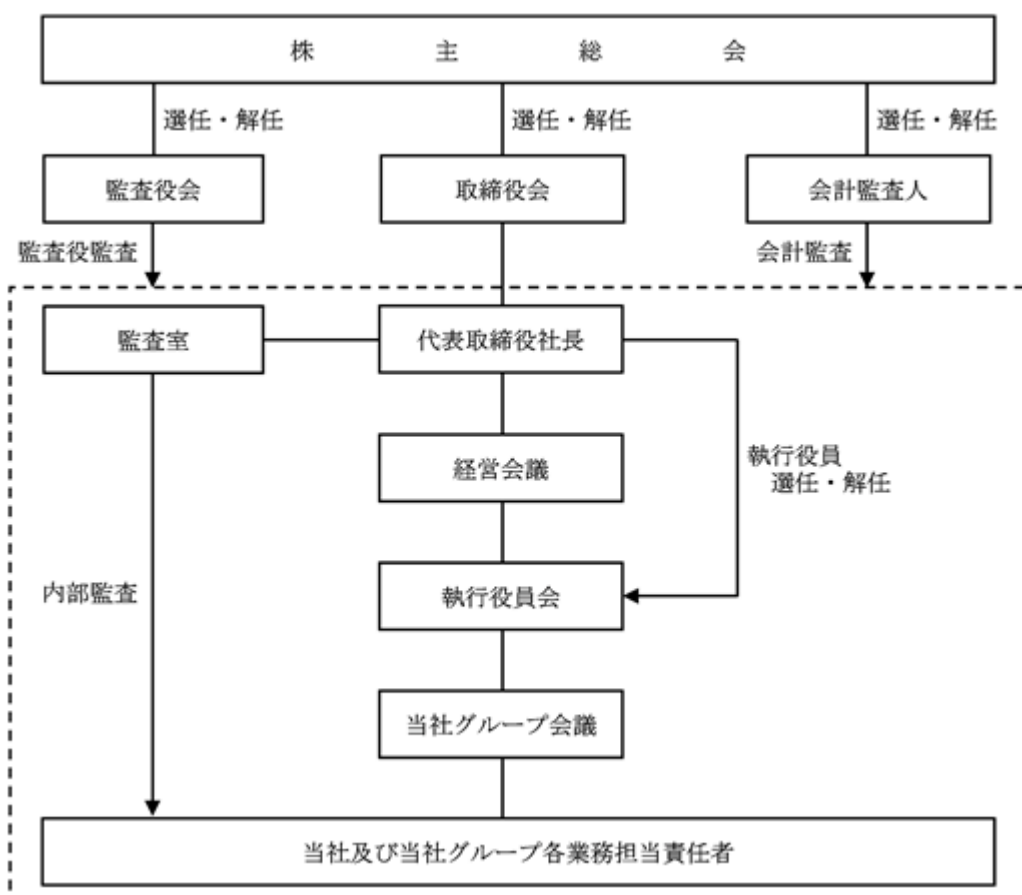 株主総会
選任・解任
選任・解任
選任・解任
監査役会
取締役会
会計監査人
監査役監査
会計監査
監査室
代表取締役社長
経営会議
執行役員
選任・解任
内部監査
執行役員会
当社グループ会議
当社及び当社グループ各業務担当責任者